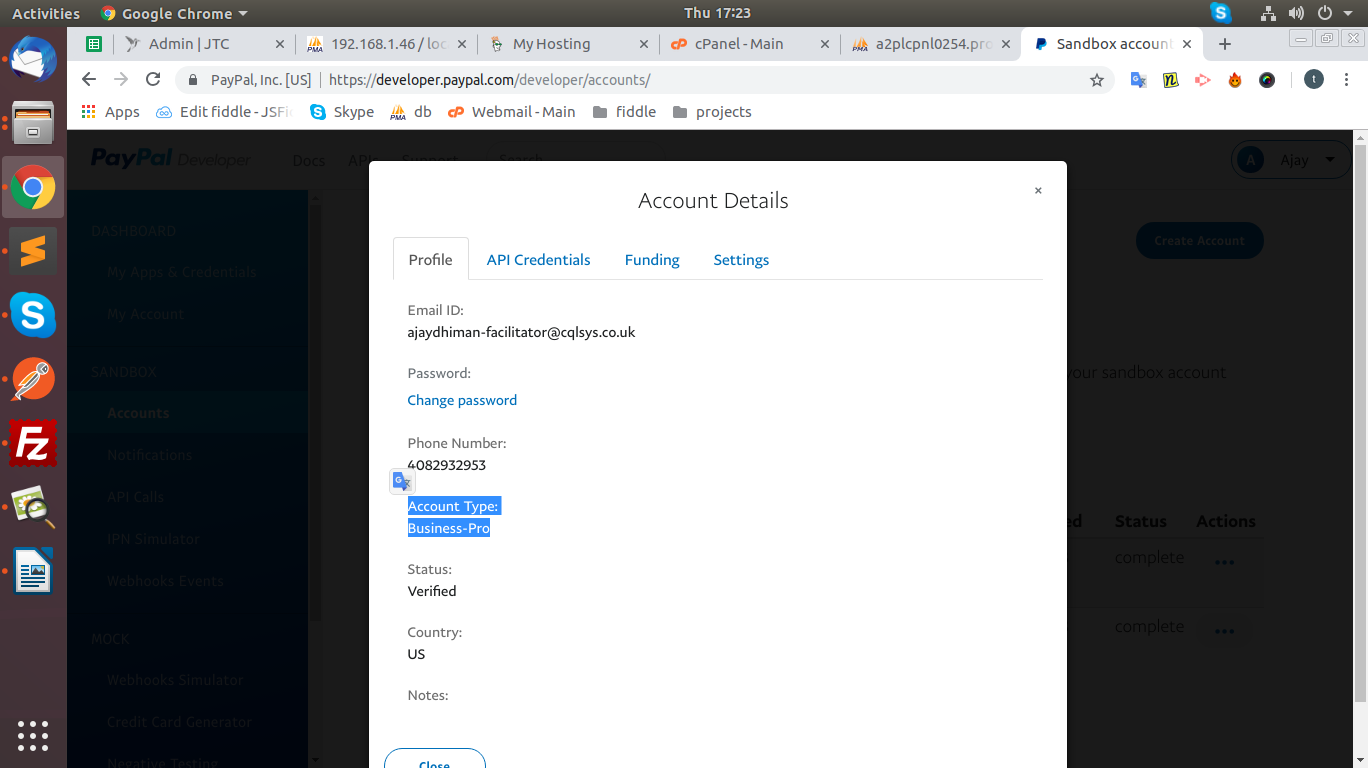 Activities Google Chrome Thu 17:23
Admin | JTC 192.168.1.46 / loc My Hosting cPanel - Main a2plcpnl0254.pro Sandbox account
PayPal, Inc. [US] https://developer.paypal.com/developer/accounts/ t
Apps Edit fiddle - JSFi Skype db Webmail - Main fiddle projects
PayPal Developer Docs APIs Support Search A Ajay
Account Details ×
DASHBOARD
Create Account
Profile API Credentials Funding Settings
My Apps & Credentials
Email ID:
My Account
ajaydhiman-facilitator@cqlsys.co.uk
SANDBOX
Password:
your sandbox account
Change password
Accounts
Phone Number:
Notifications
4082932953
API Calls
Account Type:
Status Actions
Business-Pro
IPN Simulator
complete
Status:
Webhooks Events
Verified
complete
Country:
MOCK
US
Webhooks Simulator
Notes:
Credit Card Generator
Negative Testing
Close